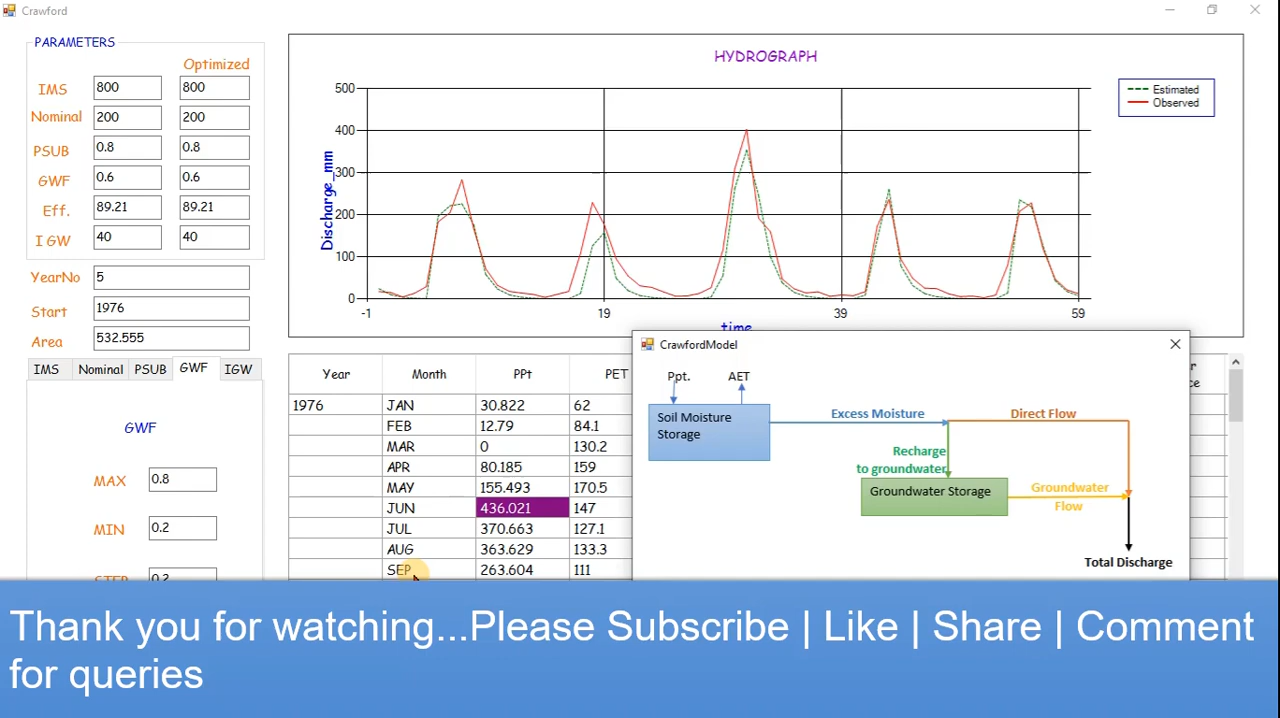 Crawford
PARAMETERS
Optimized
IMS 800 800
Nominal 200 200
PSUB 0.8 0.8
GWF 0.6 0.6
Eff. 89.21 89.21
I GW 40 40
YearNo 5
Start 1976
Area 532.555
IMS Nominal PSUB GWF IGW
GWF
MAX 0.8
MIN 0.2
STEP 0.2
HYDROGRAPH
Estimated
Observed
Discharge_mm
500
400
300
200
100
0
-1 19 39 59
time
Year Month PPt PET
1976 JAN 30.822 62
FEB 12.79 84.1
MAR 0 130.2
APR 80.185 159
MAY 155.493 170.5
JUN 436.021 147
JUL 370.663 127.1
AUG 363.629 133.3
SEP 263.604 111
CrawfordModel
Ppt. AET
Soil Moisture
Storage
Excess Moisture
Direct Flow
Recharge
to groundwater
Groundwater Storage
Groundwater
Flow
Total Discharge
Thank you for watching...Please Subscribe | Like | Share | Comment
for queries